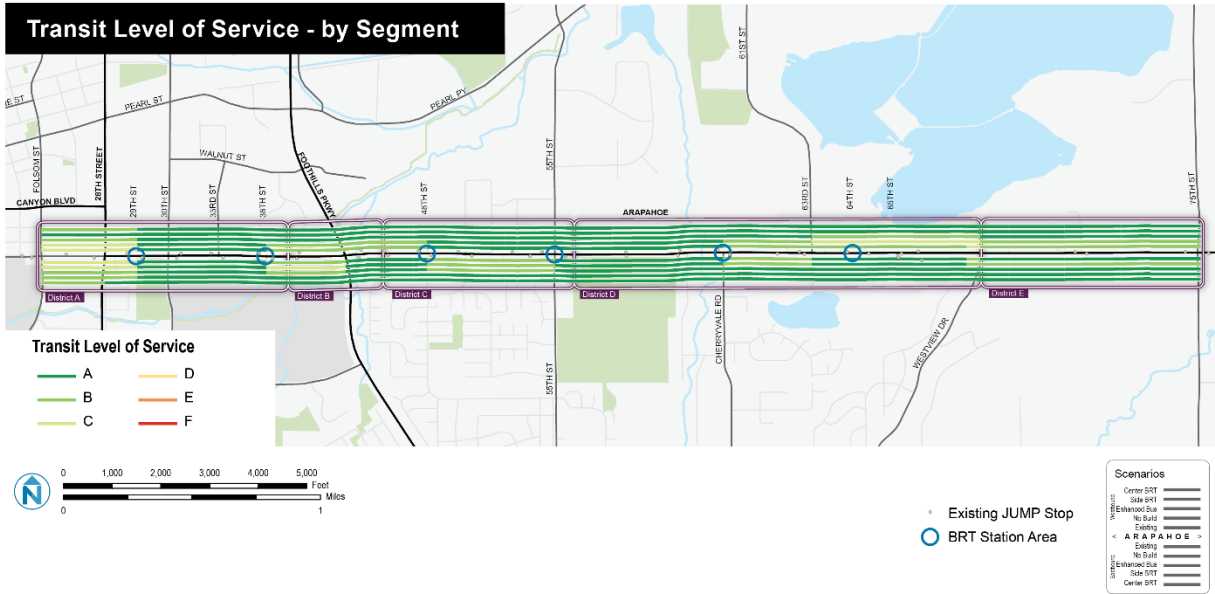 Transit Level of Service - by Segment
61ST ST
PEARL ST
PEARL PY
WALNUT ST
FOLSOM ST
28TH STREET
CANYON BLVD
29TH ST
30TH ST
33RD ST
38TH ST
FOOTHILLS PKWY
48TH ST
55TH ST
63RD ST
64TH ST
65TH ST
75TH ST
ARAPAHOE
District A
District B
District C
District D
District E
55TH ST
CHERRYVALE RD
WESTVIEW DR
Transit Level of Service
A D
B E
C F
N
0 1,000 2,000 3,000 4,000 5,000
Feet
Miles
0 1
Existing JUMP Stop
BRT Station Area
Scenarios
Westbound
Center BRT
Side BRT
Enhanced Bus
No Build
Existing
< ARAPAHOE >
Eastbound
Existing
No Build
Enhanced Bus
Side BRT
Center BRT